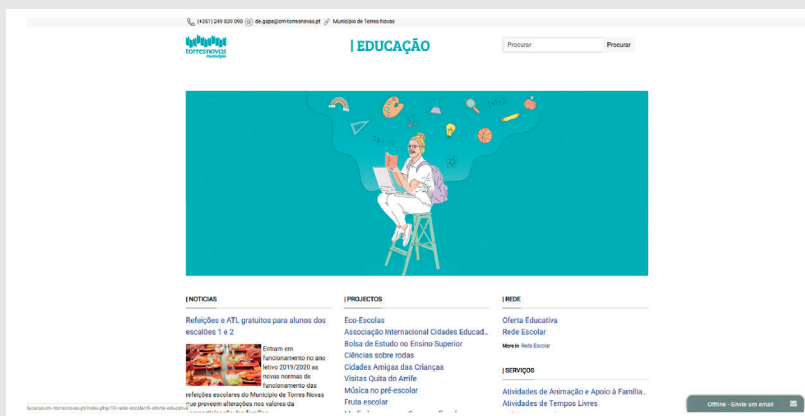 (+351) 249 839 090 de.gape@cm-torresnovas.pt Município de Torres Novas
torresnovas
município
| EDUCAÇÃO
Procurar Procurar
| NOTICIAS
Refeições e ATL gratuitos para alunos dos
escalões 1 e 2
Entram em
funcionamento no ano
letivo 2019/2020 as
novas normas de
funcionamento das
refeições escolares do Município de Torres Novas
que preveem alterações nos valores da
| PROJECTOS
Eco-Escolas
Associação Internacional Cidades Educad..
Bolsa de Estudo no Ensino Superior
Ciências sobre rodas
Cidades Amigas das Crianças
Visitas Quita do Arrife
Música no pré-escolar
Fruta escolar
| REDE
Oferta Educativa
Rede Escolar
More in Rede Escolar
| SERVIÇOS
Atividades de Animação e Apoio à Família..
Atividades de Tempos Livres
Offline - Envie um email